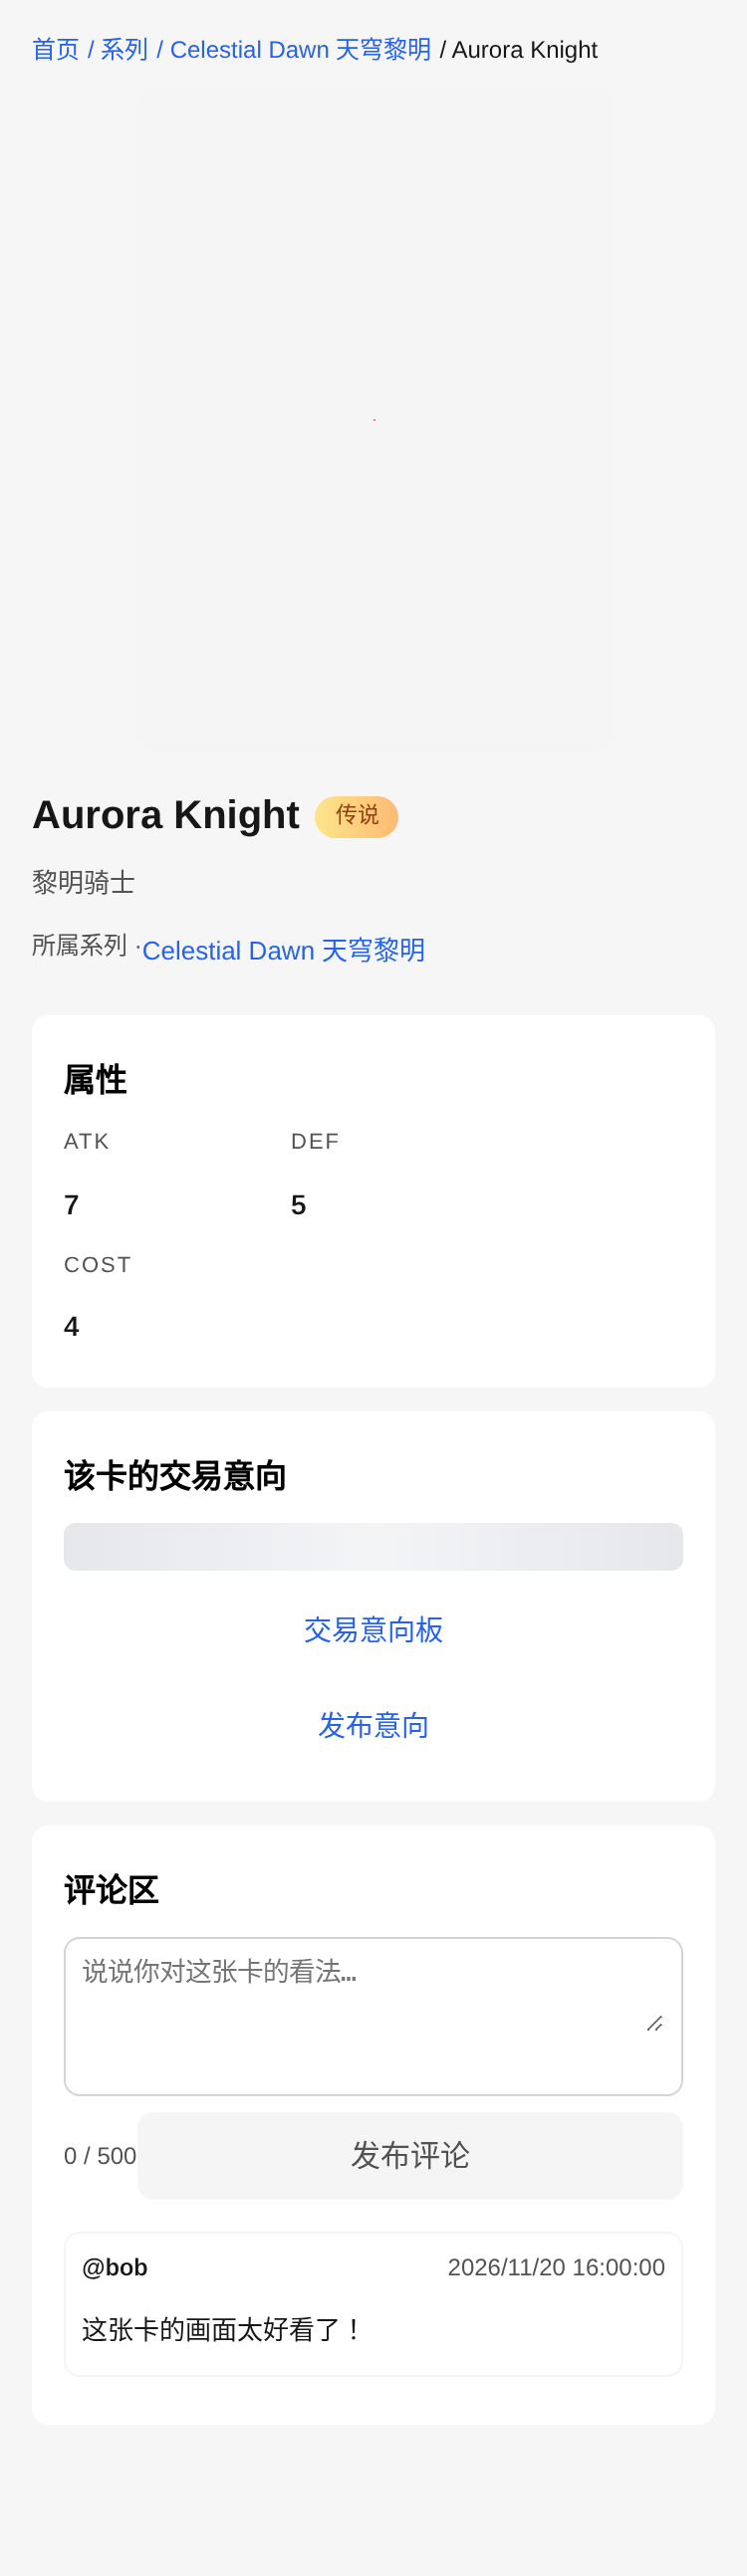 首页 / 系列 / Celestial Dawn 天穹黎明 / Aurora Knight
Aurora Knight 传说
黎明骑士
所属系列 · Celestial Dawn 天穹黎明
属性
ATK DEF
7 5
COST
4
该卡的交易意向
交易意向板
发布意向
评论区
说说你对这张卡的看法…
0 / 500 发布评论
@bob 2026/11/20 16:00:00
这张卡的画面太好看了！